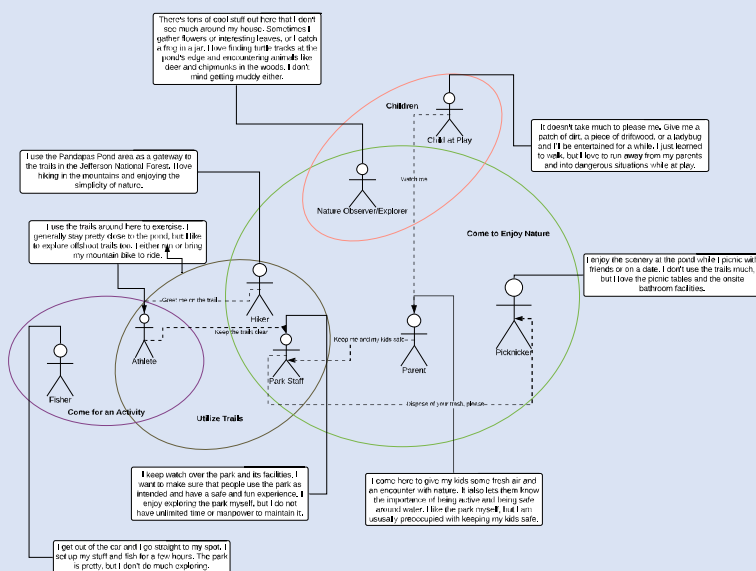 There's tons of cool stuff out here that I don't
see much around my house. Sometimes I
gather flowers or interesting leaves, or I catch
a frog in a jar. I love finding turtle tracks at the
pond's edge and encountering animals like
deer and chipmunks in the woods. I don't
mind getting muddy either.
Children
Child at Play
It doesn't take much to please me. Give me a
patch of dirt, a piece of driftwood, or a ladybug
and I'll be entertained for a while. I just learned
to walk, but I love to run away from my parents
and into dangerous situations while at play.
I use the Pandapas Pond area as a gateway to
the trails in the Jefferson National Forest. I love
hiking in the mountains and enjoying the
simplicity of nature.
Watch me
Nature Observer/Explorer
I use the trails around here to exercise. I
generally stay pretty close to the pond, but I like
to explore offshoot trails too. I either run or bring
my mountain bike to ride.
Come to Enjoy Nature
I enjoy the scenery at the pond while I picnic with
friends or on a date. I don't use the trails much,
but I love the picnic tables and the onsite
bathroom facilities.
Greet me on the trail
Hiker
Keep the trails clear
Keep me and my kids safe
Athlete
Park Staff
Parent
Picknicker
Fisher
Dispose of your trash, please
Come for an Activity
Utilize Trails
I keep watch over the park and its facilities. I
want to make sure that people use the park as
intended and have a safe and fun experience. I
enjoy exploring the park myself, but I do not
have unlimited time or manpower to maintain it.
I come here to give my kids some fresh air and
an encounter with nature. It also lets them know
the importance of being active and being safe
around water. I like the park myself, but I am
ususally preoccupied with keeping my kids safe.
I get out of the car and I go straight to my spot. I
set up my stuff and fish for a few hours. The park
is pretty, but I don't do much exploring.